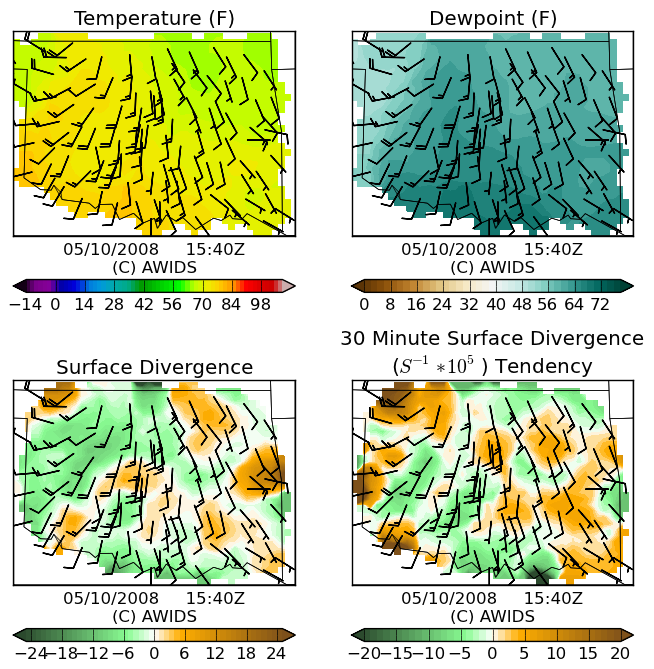 Temperature (F)
Dewpoint (F)
05/10/2008 15:40Z
(C) AWIDS
05/10/2008 15:40Z
(C) AWIDS
−14 0 14 28 42 56 70 84 98
0 8 16 24 32 40 48 56 64 72
Surface Divergence
30 Minute Surface Divergence
(S⁻¹ *10⁵ ) Tendency
05/10/2008 15:40Z
(C) AWIDS
05/10/2008 15:40Z
(C) AWIDS
−24 −18 −12 −6 0 6 12 18 24
−20 −15 −10 −5 0 5 10 15 20